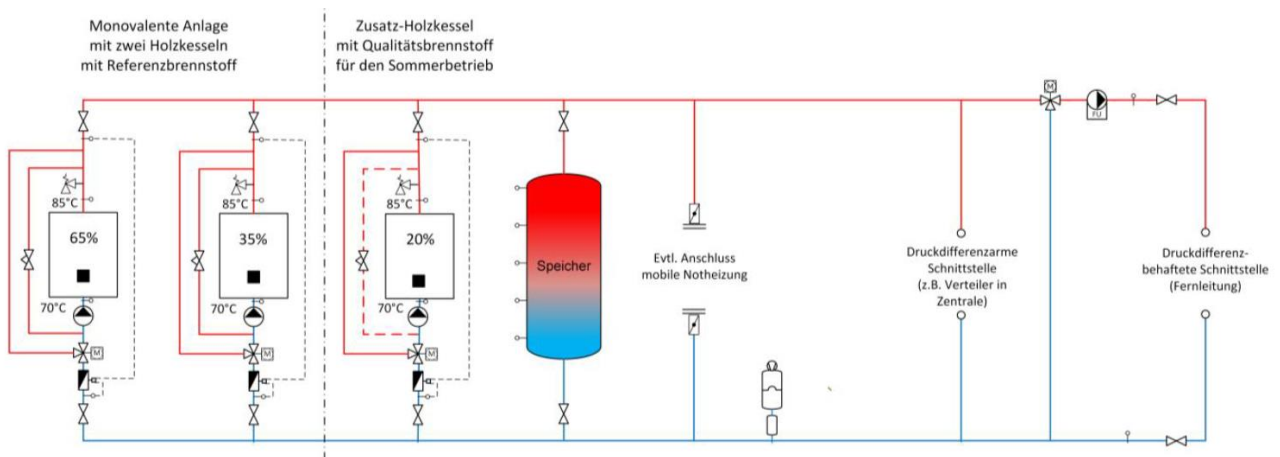 Monovalente Anlage
mit zwei Holzkesseln
mit Referenzbrennstoff
Zusatz-Holzkessel
mit Qualitätsbrennstoff
für den Sommerbetrieb
M
FU
85°C
85°C
85°C
65%
35%
20%
Speicher
Evtl. Anschluss
mobile Notheizung
Druckdifferenzarme
Schnittstelle
(z.B. Verteiler in
Zentrale)
Druckdifferenz-
behaftete Schnittstelle
(Fernleitung)
70°C
70°C
70°C
M
M
M